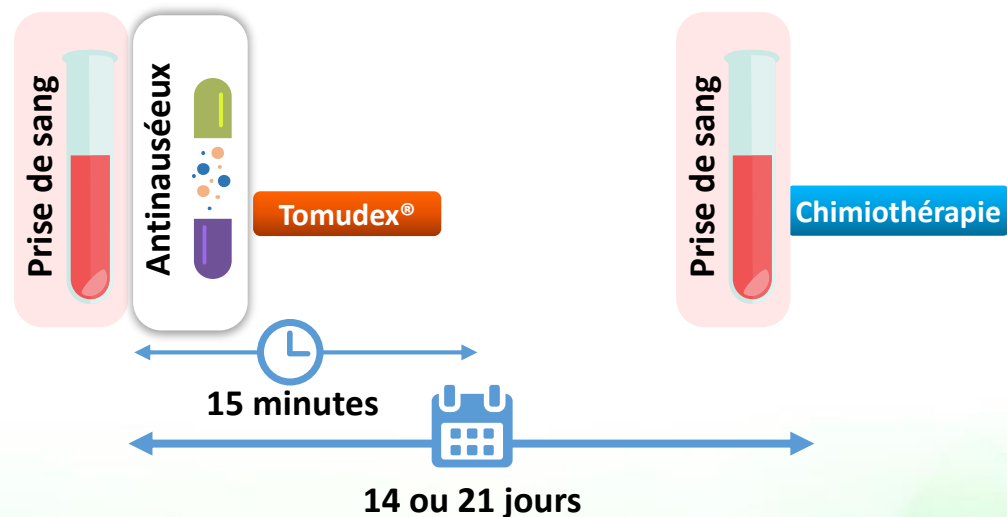 Prise de sang
Antinauséeux
Tomudex®
Prise de sang
Chimiothérapie
15 minutes
14 ou 21 jours